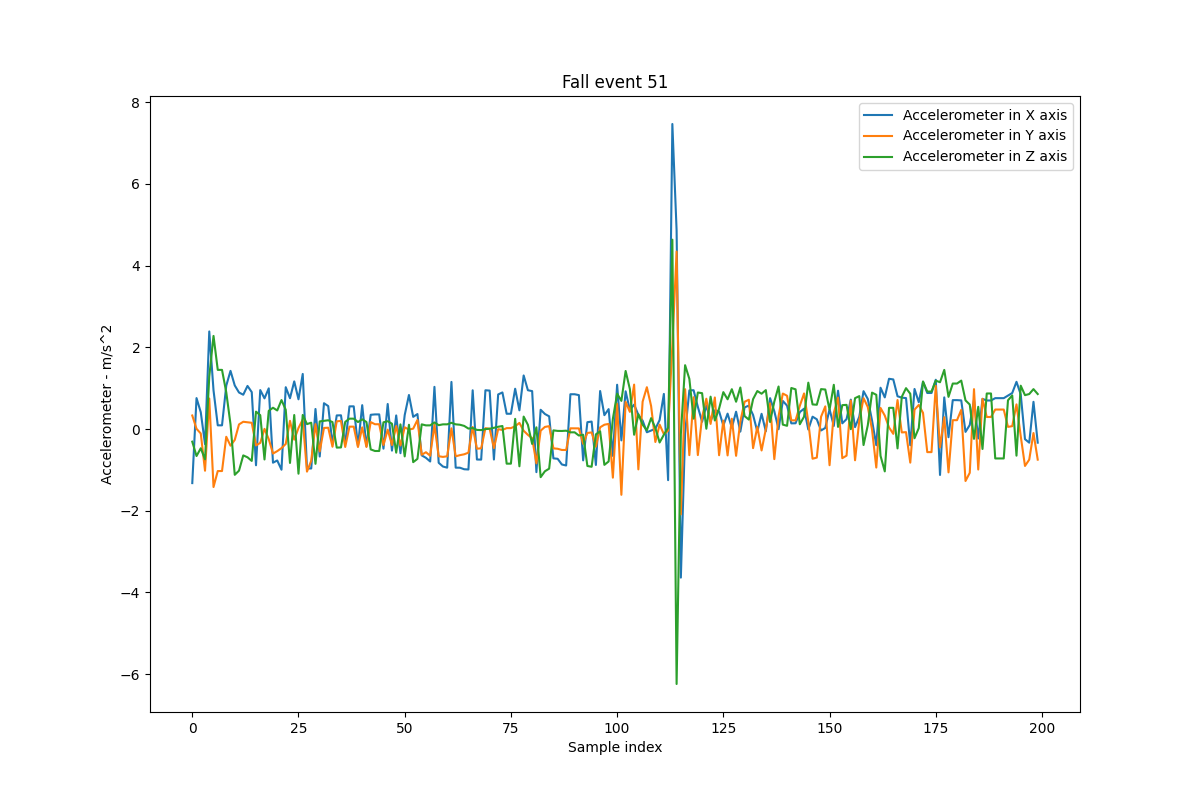 Fall event 51
8
6
4
2
0
−2
−4
−6
Accelerometer - m/s^2
Accelerometer in X axis
Accelerometer in Y axis
Accelerometer in Z axis
0 25 50 75 100 125 150 175 200
Sample index